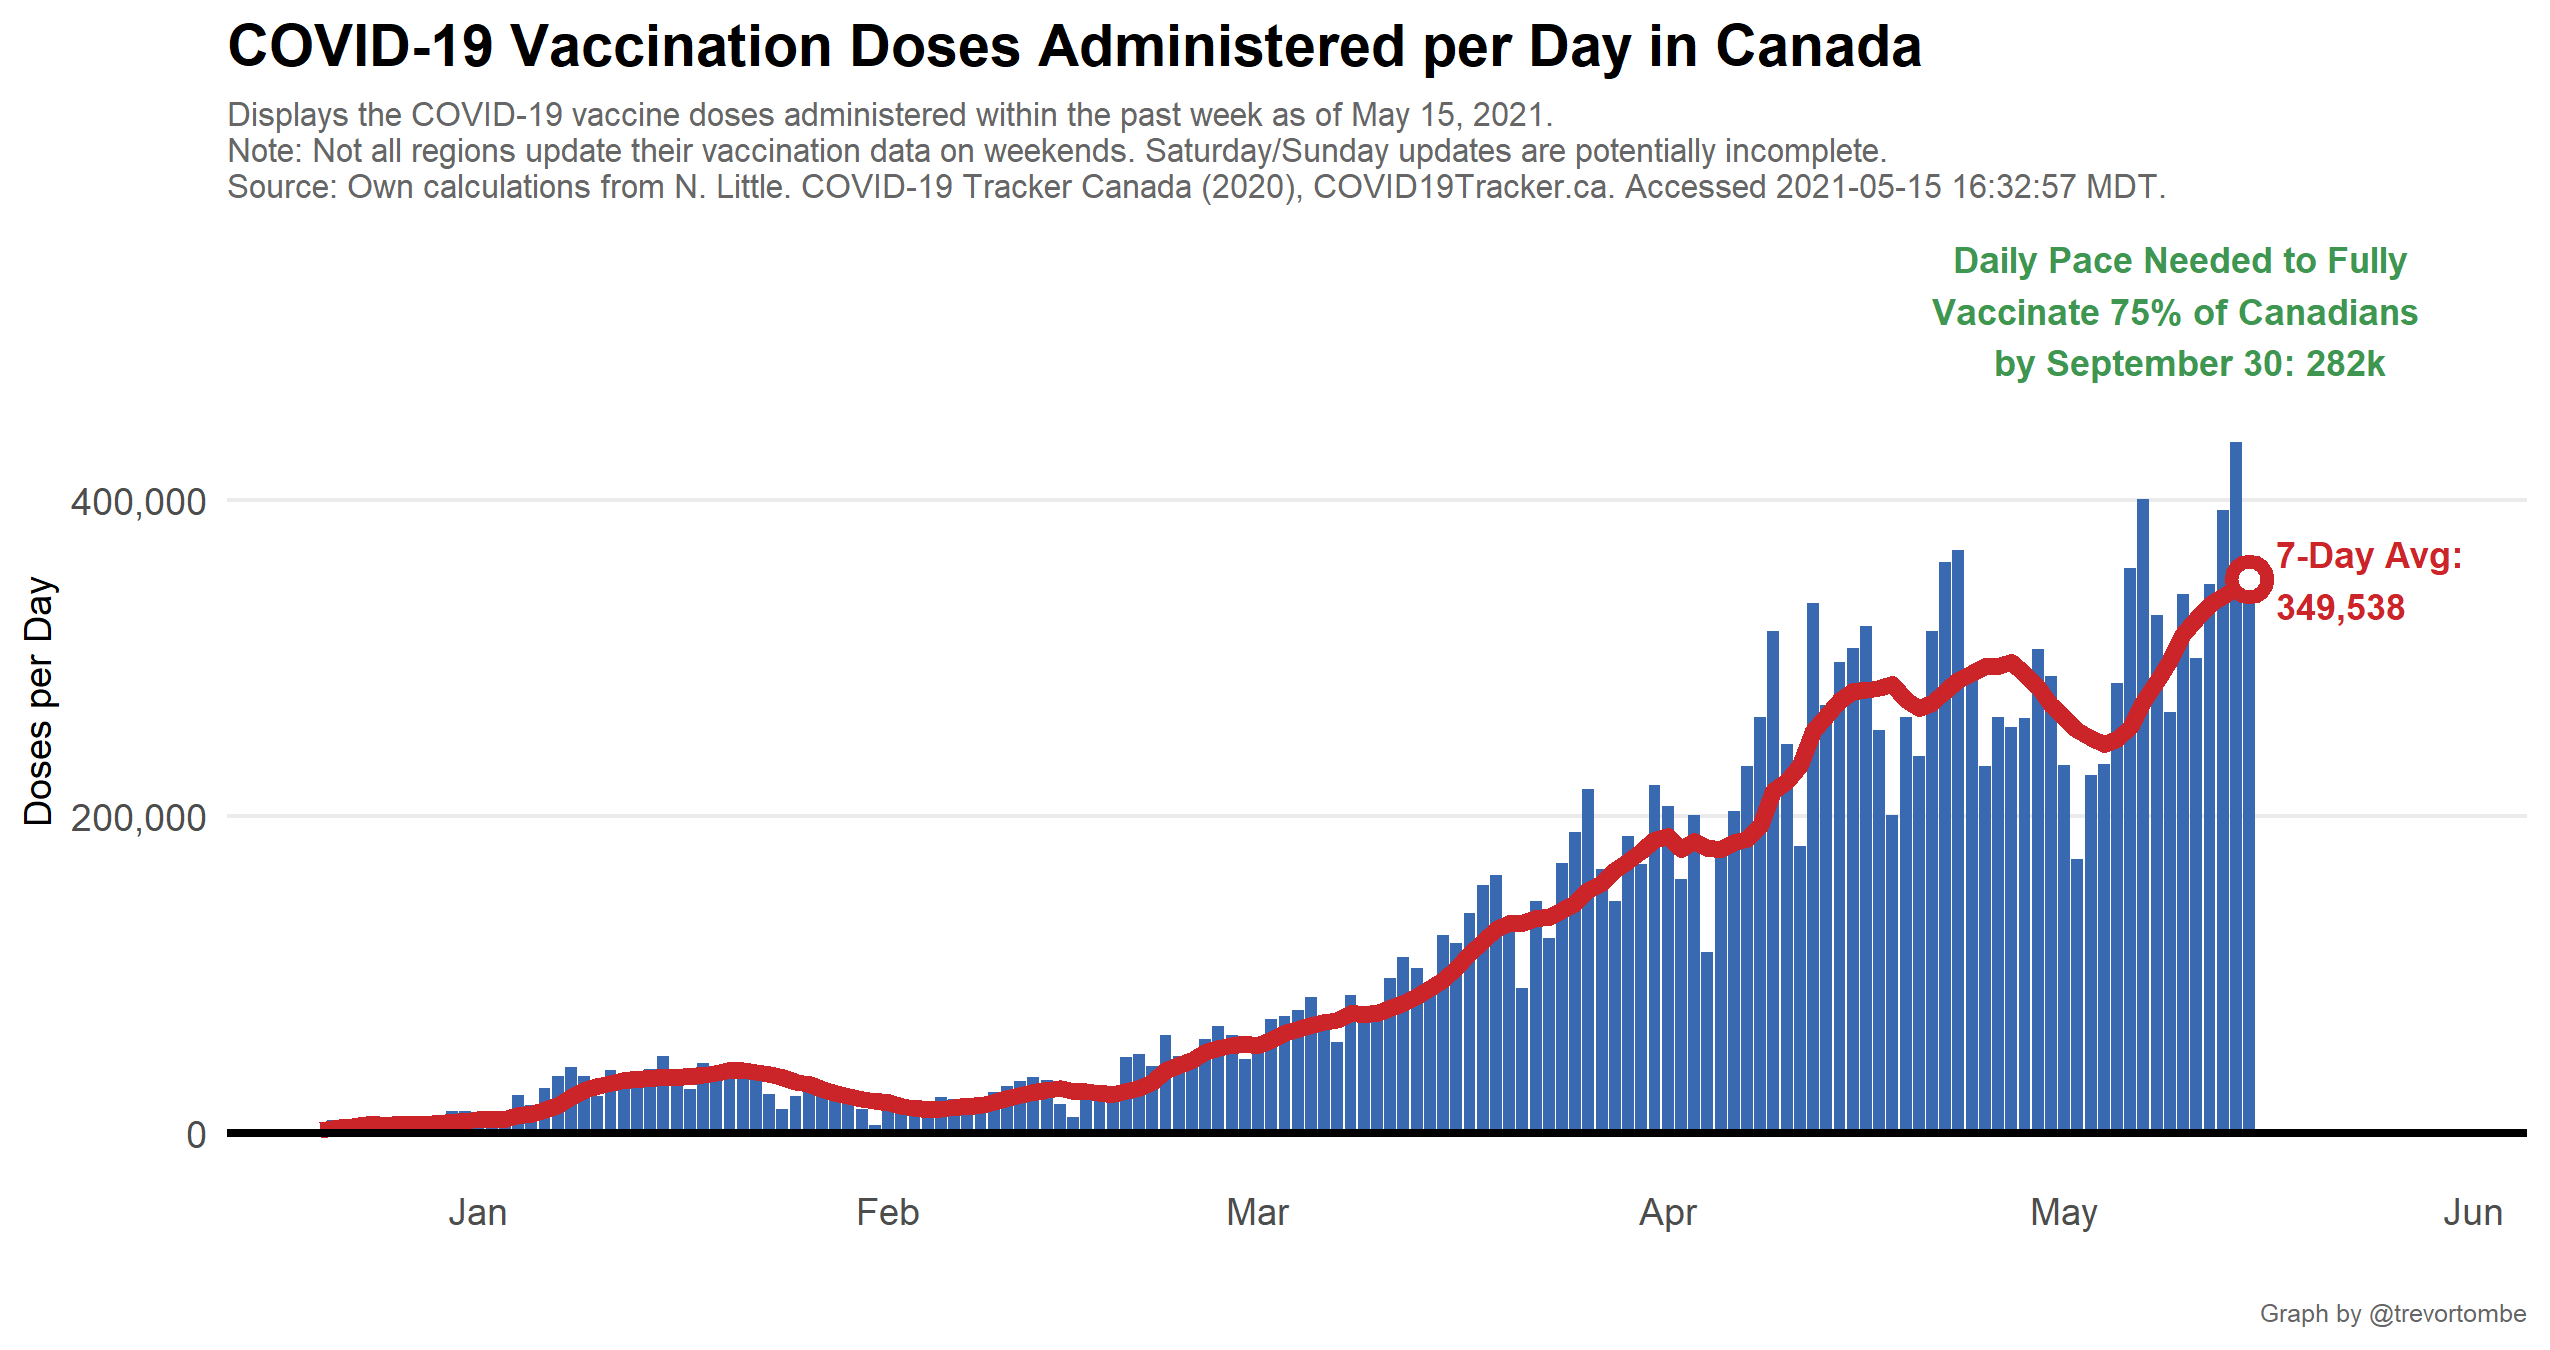 COVID-19 Vaccination Doses Administered per Day in Canada
Displays the COVID-19 vaccine doses administered within the past week as of May 15, 2021.
Note: Not all regions update their vaccination data on weekends. Saturday/Sunday updates are potentially incomplete.
Source: Own calculations from N. Little. COVID-19 Tracker Canada (2020), COVID19Tracker.ca. Accessed 2021-05-15 16:32:57 MDT.
Daily Pace Needed to Fully
Vaccinate 75% of Canadians
by September 30: 282k
400,000
7-Day Avg:
349,538
Doses per Day
200,000
0
Jan
Feb
Mar
Apr
May
Jun
Graph by @trevortombe